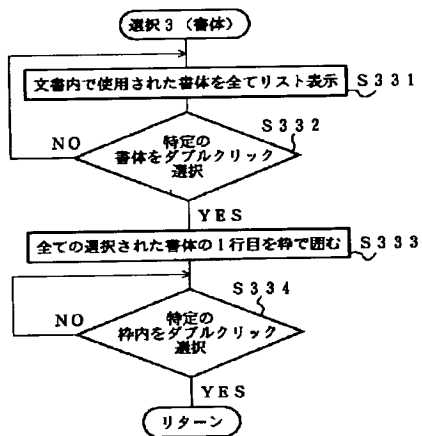 選択3(書体)
文書内で使用された書体を全てリスト表示
S331
S332
特定の
書体をダブルクリック
選択
NO
YES
全ての選択された書体の1行目を枠で囲む
S333
S334
特定の
枠内をダブルクリック
選択
NO
YES
リターン